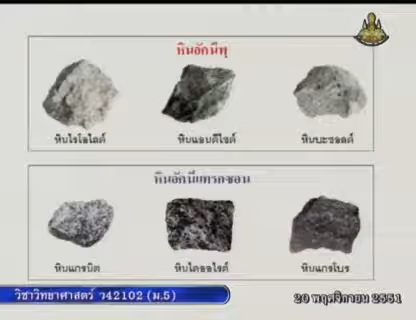 หินอัคนีพุ
หินไรโอไลต์ หินแอนดีไซต์ หินบะซอลต์
หินอัคนีแทรกซอน
หินแกรนิต หินไดออไรต์ หินแกบโบร
วิชาวิทยาศาสตร์ ว42102 (ม.5) 20 พฤศจิกายน 2551